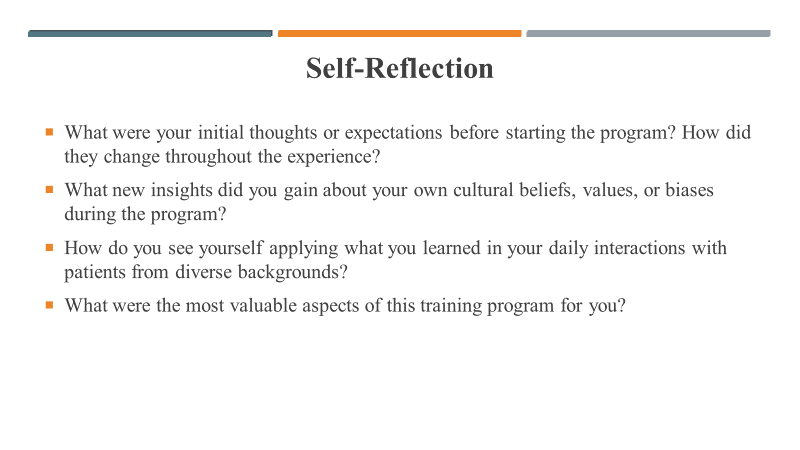 Self-Reflection
What were your initial thoughts or expectations before starting the program? How did
they change throughout the experience?
What new insights did you gain about your own cultural beliefs, values, or biases
during the program?
How do you see yourself applying what you learned in your daily interactions with
patients from diverse backgrounds?
What were the most valuable aspects of this training program for you?